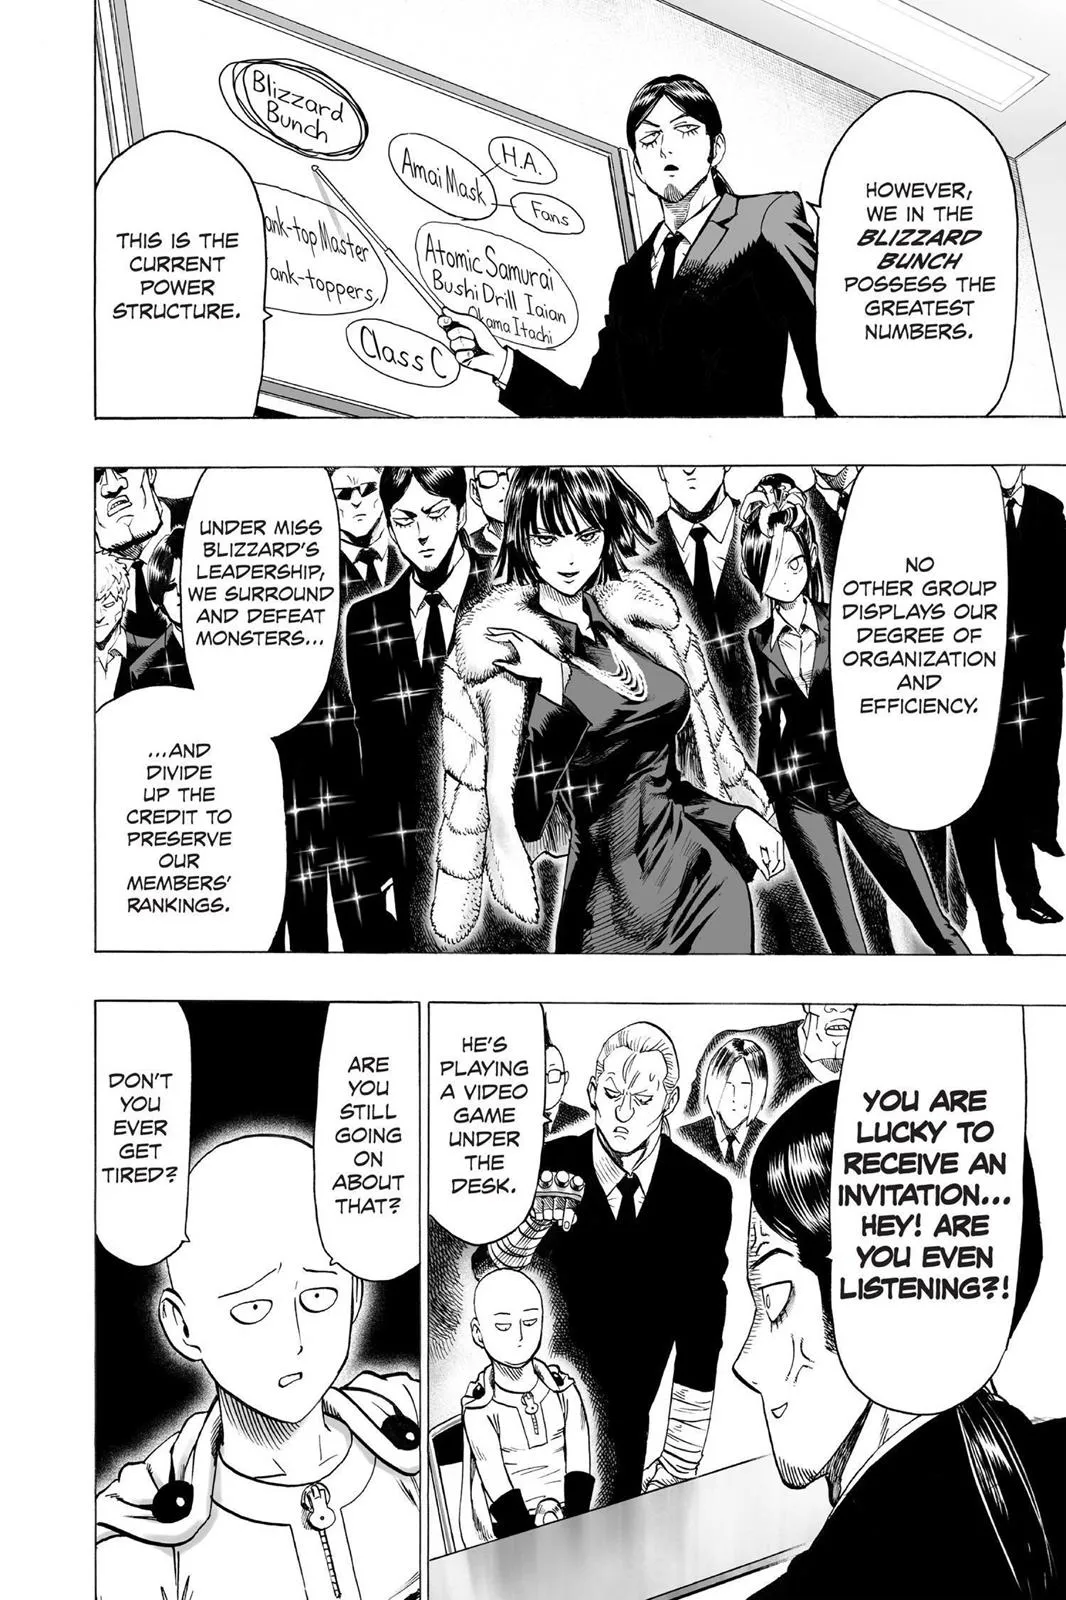 HOWEVER,
WE IN THE
BLIZZARD
BUNCH
POSSESS THE
GREATEST
NUMBERS.
Blizzard
Bunch
Amai Mask
H.A.
Fans
ank-top Master
ank-toppers
Atomic Samurai
Bushi Drill Iaian
Okama Itachi
Class C
THIS IS THE
CURRENT
POWER
STRUCTURE.
NO
OTHER GROUP
DISPLAYS OUR
DEGREE OF
ORGANIZATION
AND
EFFICIENCY.
UNDER MISS
BLIZZARD'S
LEADERSHIP,
WE SURROUND
AND DEFEAT
MONSTERS...
...AND
DIVIDE
UP THE
CREDIT TO
PRESERVE
OUR
MEMBERS'
RANKINGS.
YOU ARE
LUCKY TO
RECEIVE AN
INVITATION...
HEY! ARE
YOU EVEN
LISTENING?!
HE'S
PLAYING
A VIDEO
GAME
UNDER
THE
DESK.
ARE
YOU
STILL
GOING
ON
ABOUT
THAT?
DON'T
YOU
EVER
GET
TIRED?